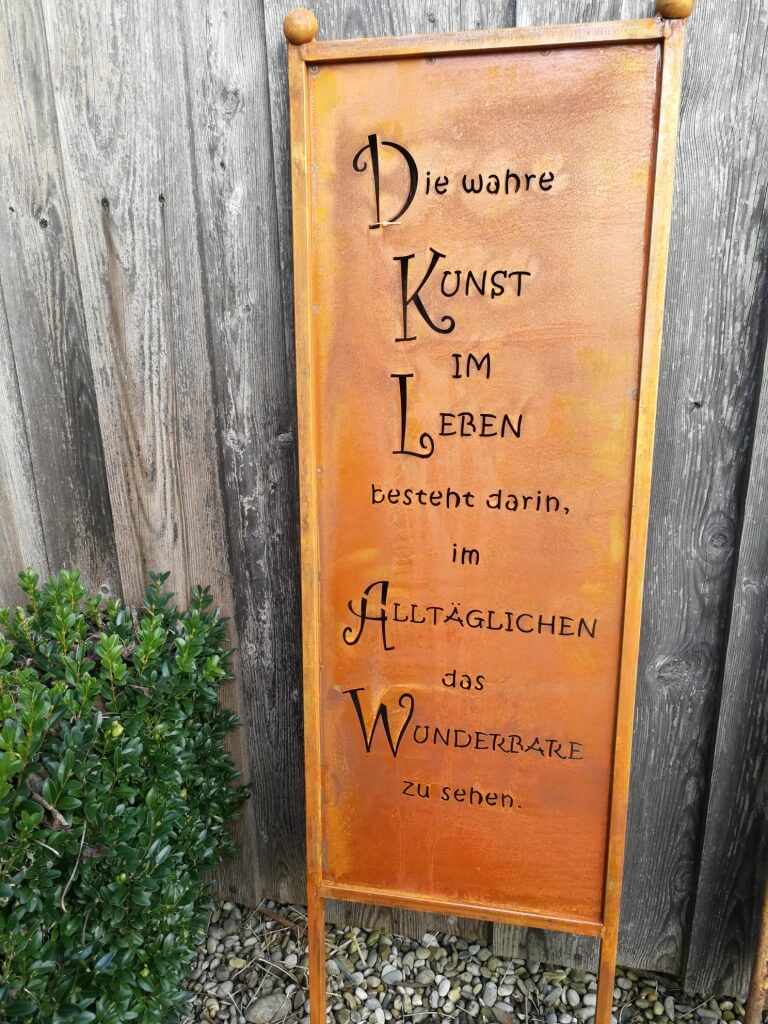 Die wahre
KUNST
IM
LEBEN
besteht darin,
im
ALLTÄGLICHEN
das
WUNDERBARE
zu sehen.